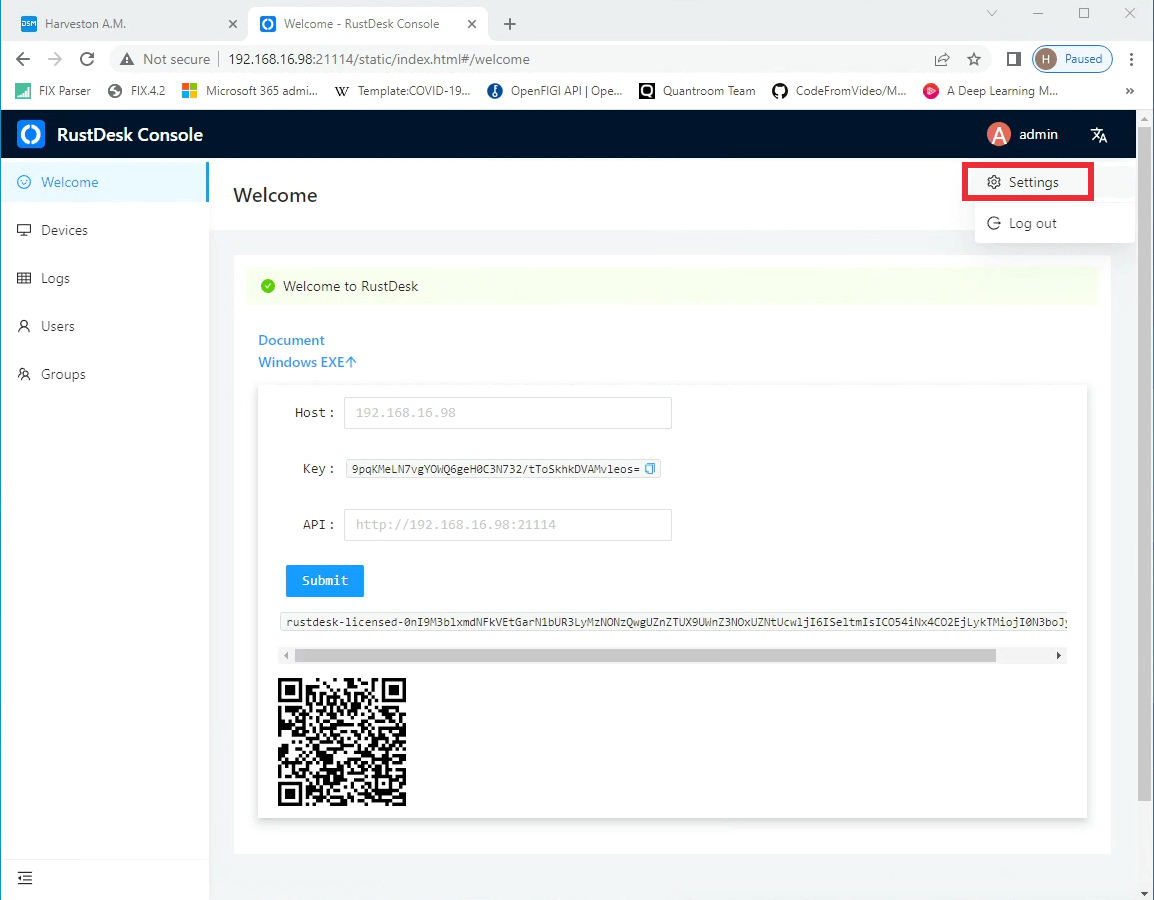 DSM Harveston A.M.
Welcome - RustDesk Console
Not secure 192.168.16.98:21114/static/index.html#/welcome
H Paused
FIX Parser FIX.4.2 Microsoft 365 admi... W Template:COVID-19... OpenFIGI API | Ope... Quantroom Team CodeFromVideo/M... A Deep Learning M... »
RustDesk Console
A admin
Welcome
Devices
Logs
Users
Groups
Welcome
Settings
Log out
Welcome to RustDesk
Document
Windows EXE↑
Host : 192.168.16.98
Key : 9pqKMeLN7vgYOWQ6geH0C3N732/tToSkhkDVAMvleos=
API : http://192.168.16.98:21114
Submit
rustdesk-licensed-0nI9M3blxmdNFkVEtGarN1bUR3LyMzNONzQwgUZnZTUX9UWnZ3NOxUZNtUcwljI6ISeltmIsICO54iNx4CO2EjLykTMiojI0N3boJy